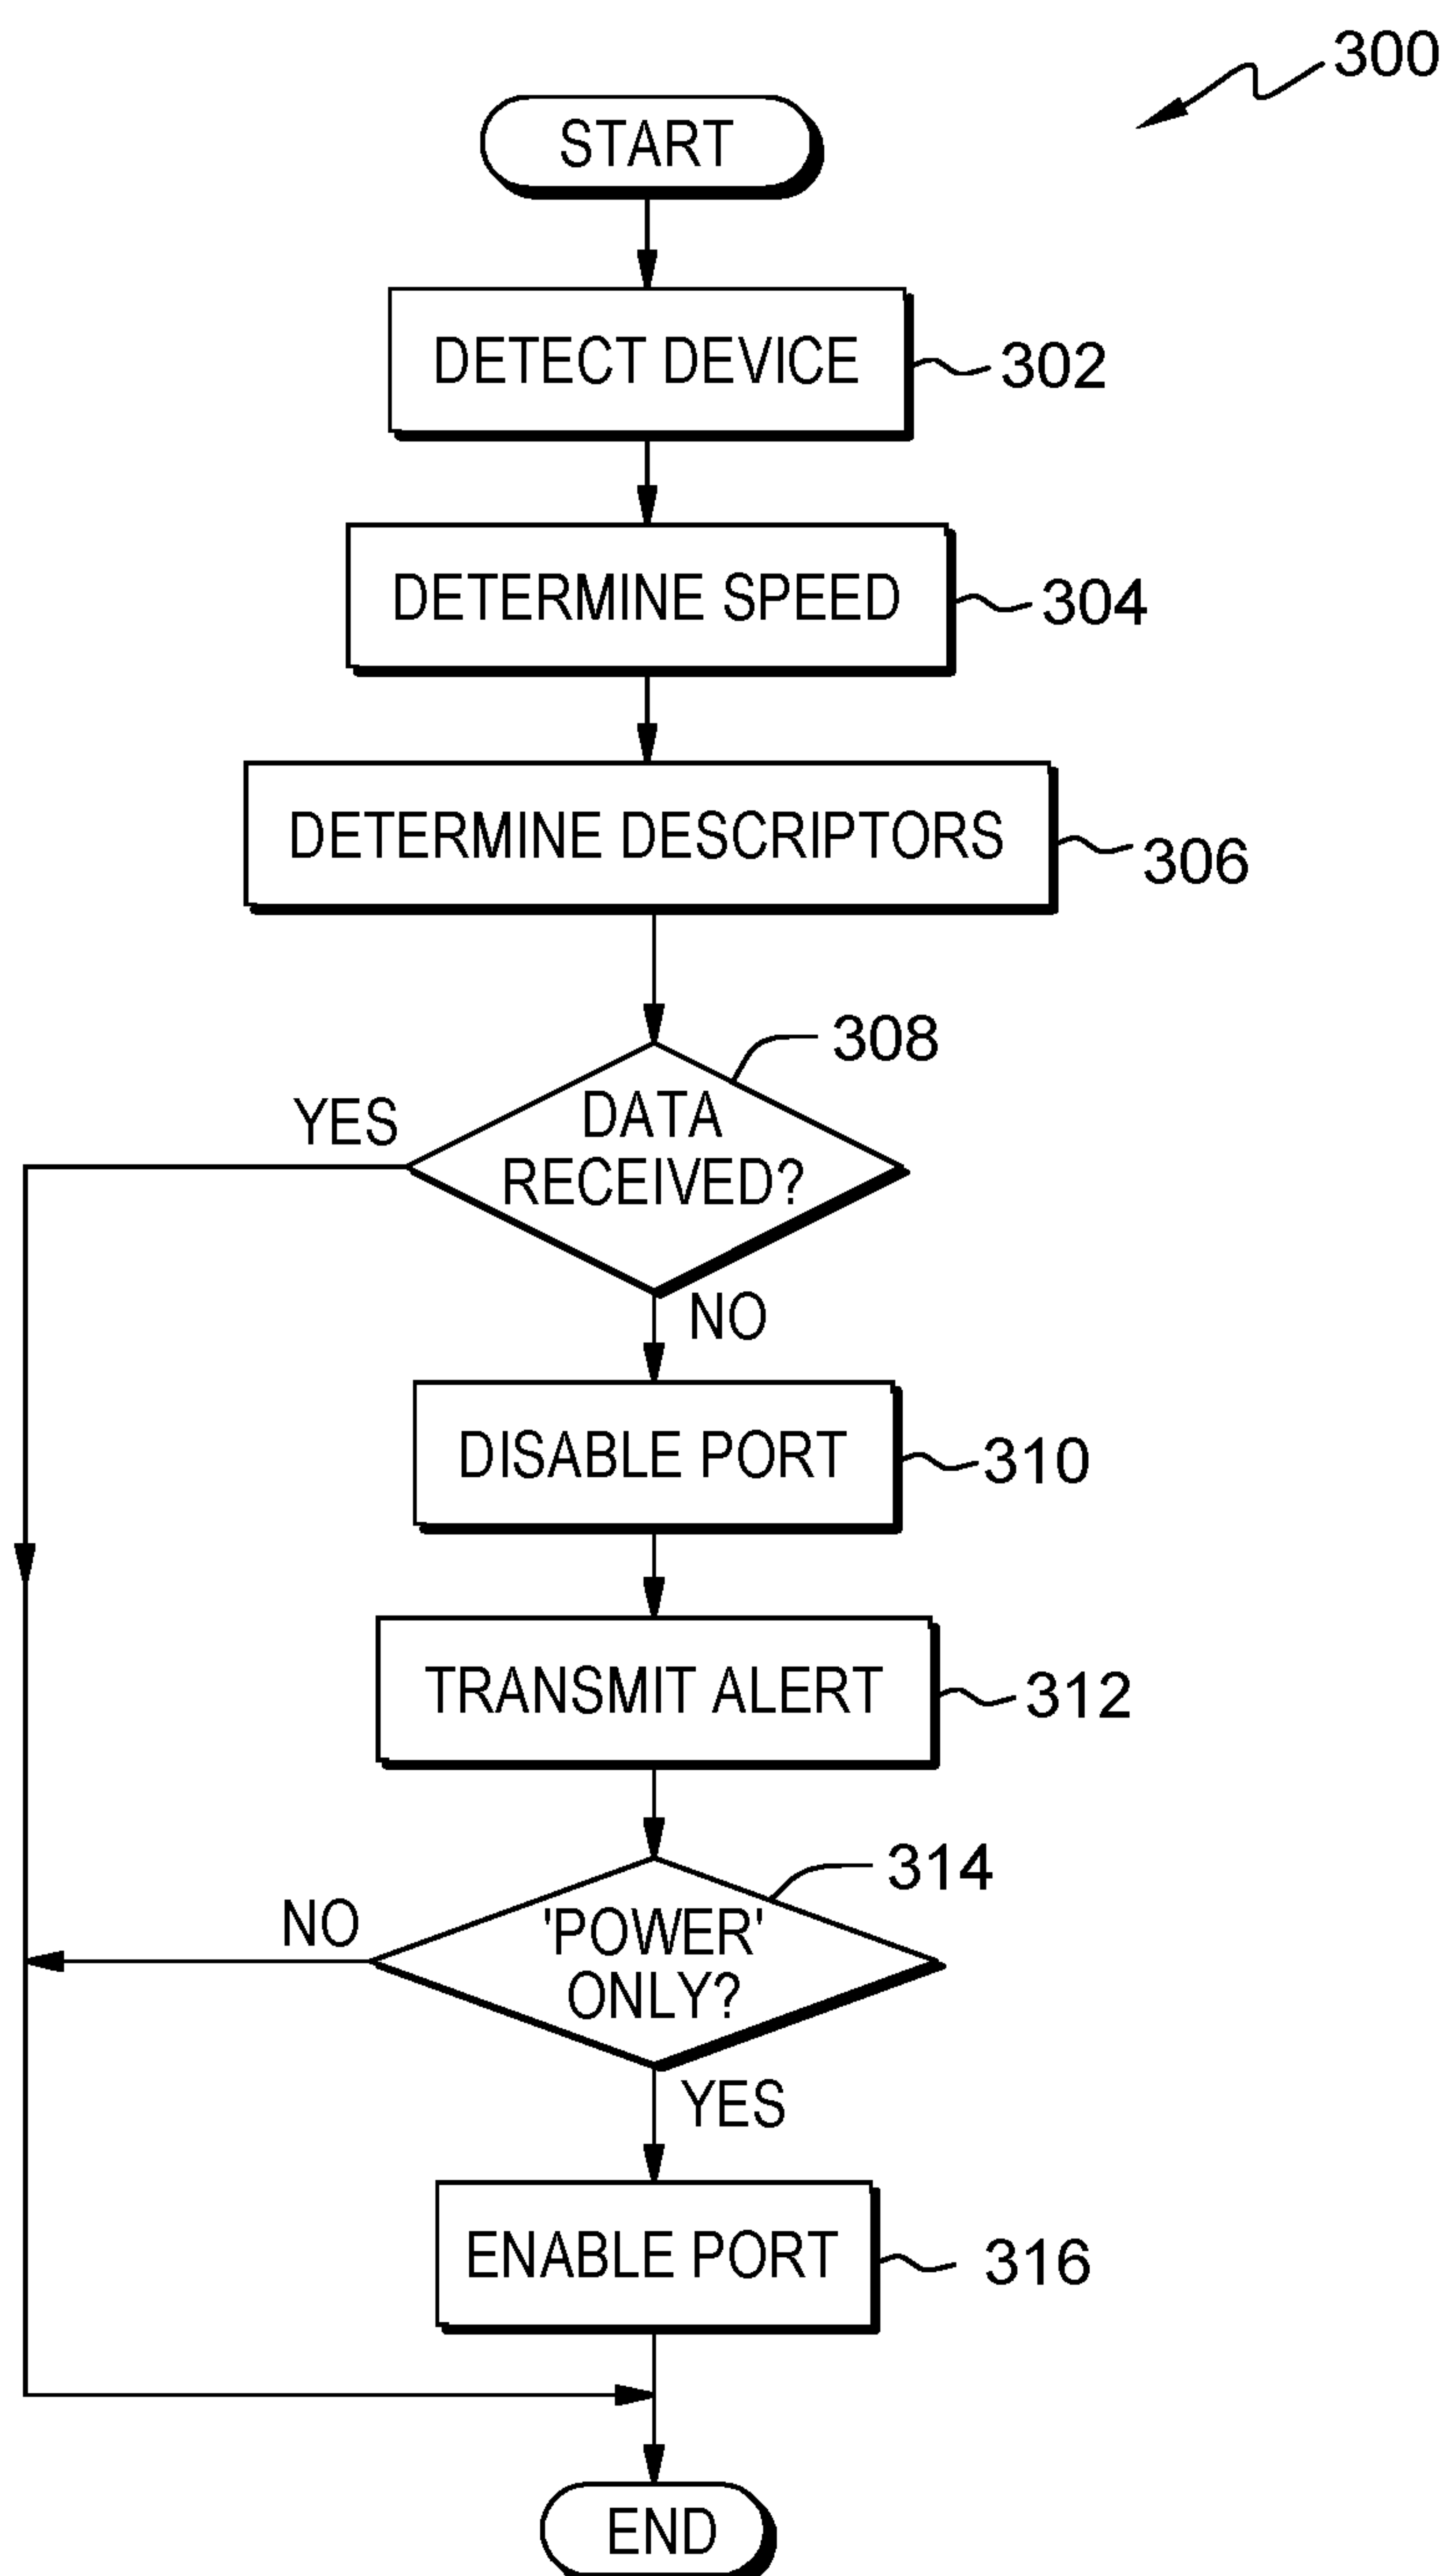 300
START
DETECT DEVICE
302
DETERMINE SPEED
304
DETERMINE DESCRIPTORS
306
308
YES
DATA
RECEIVED?
NO
DISABLE PORT
310
TRANSMIT ALERT
312
314
NO
'POWER'
ONLY?
YES
ENABLE PORT
316
END